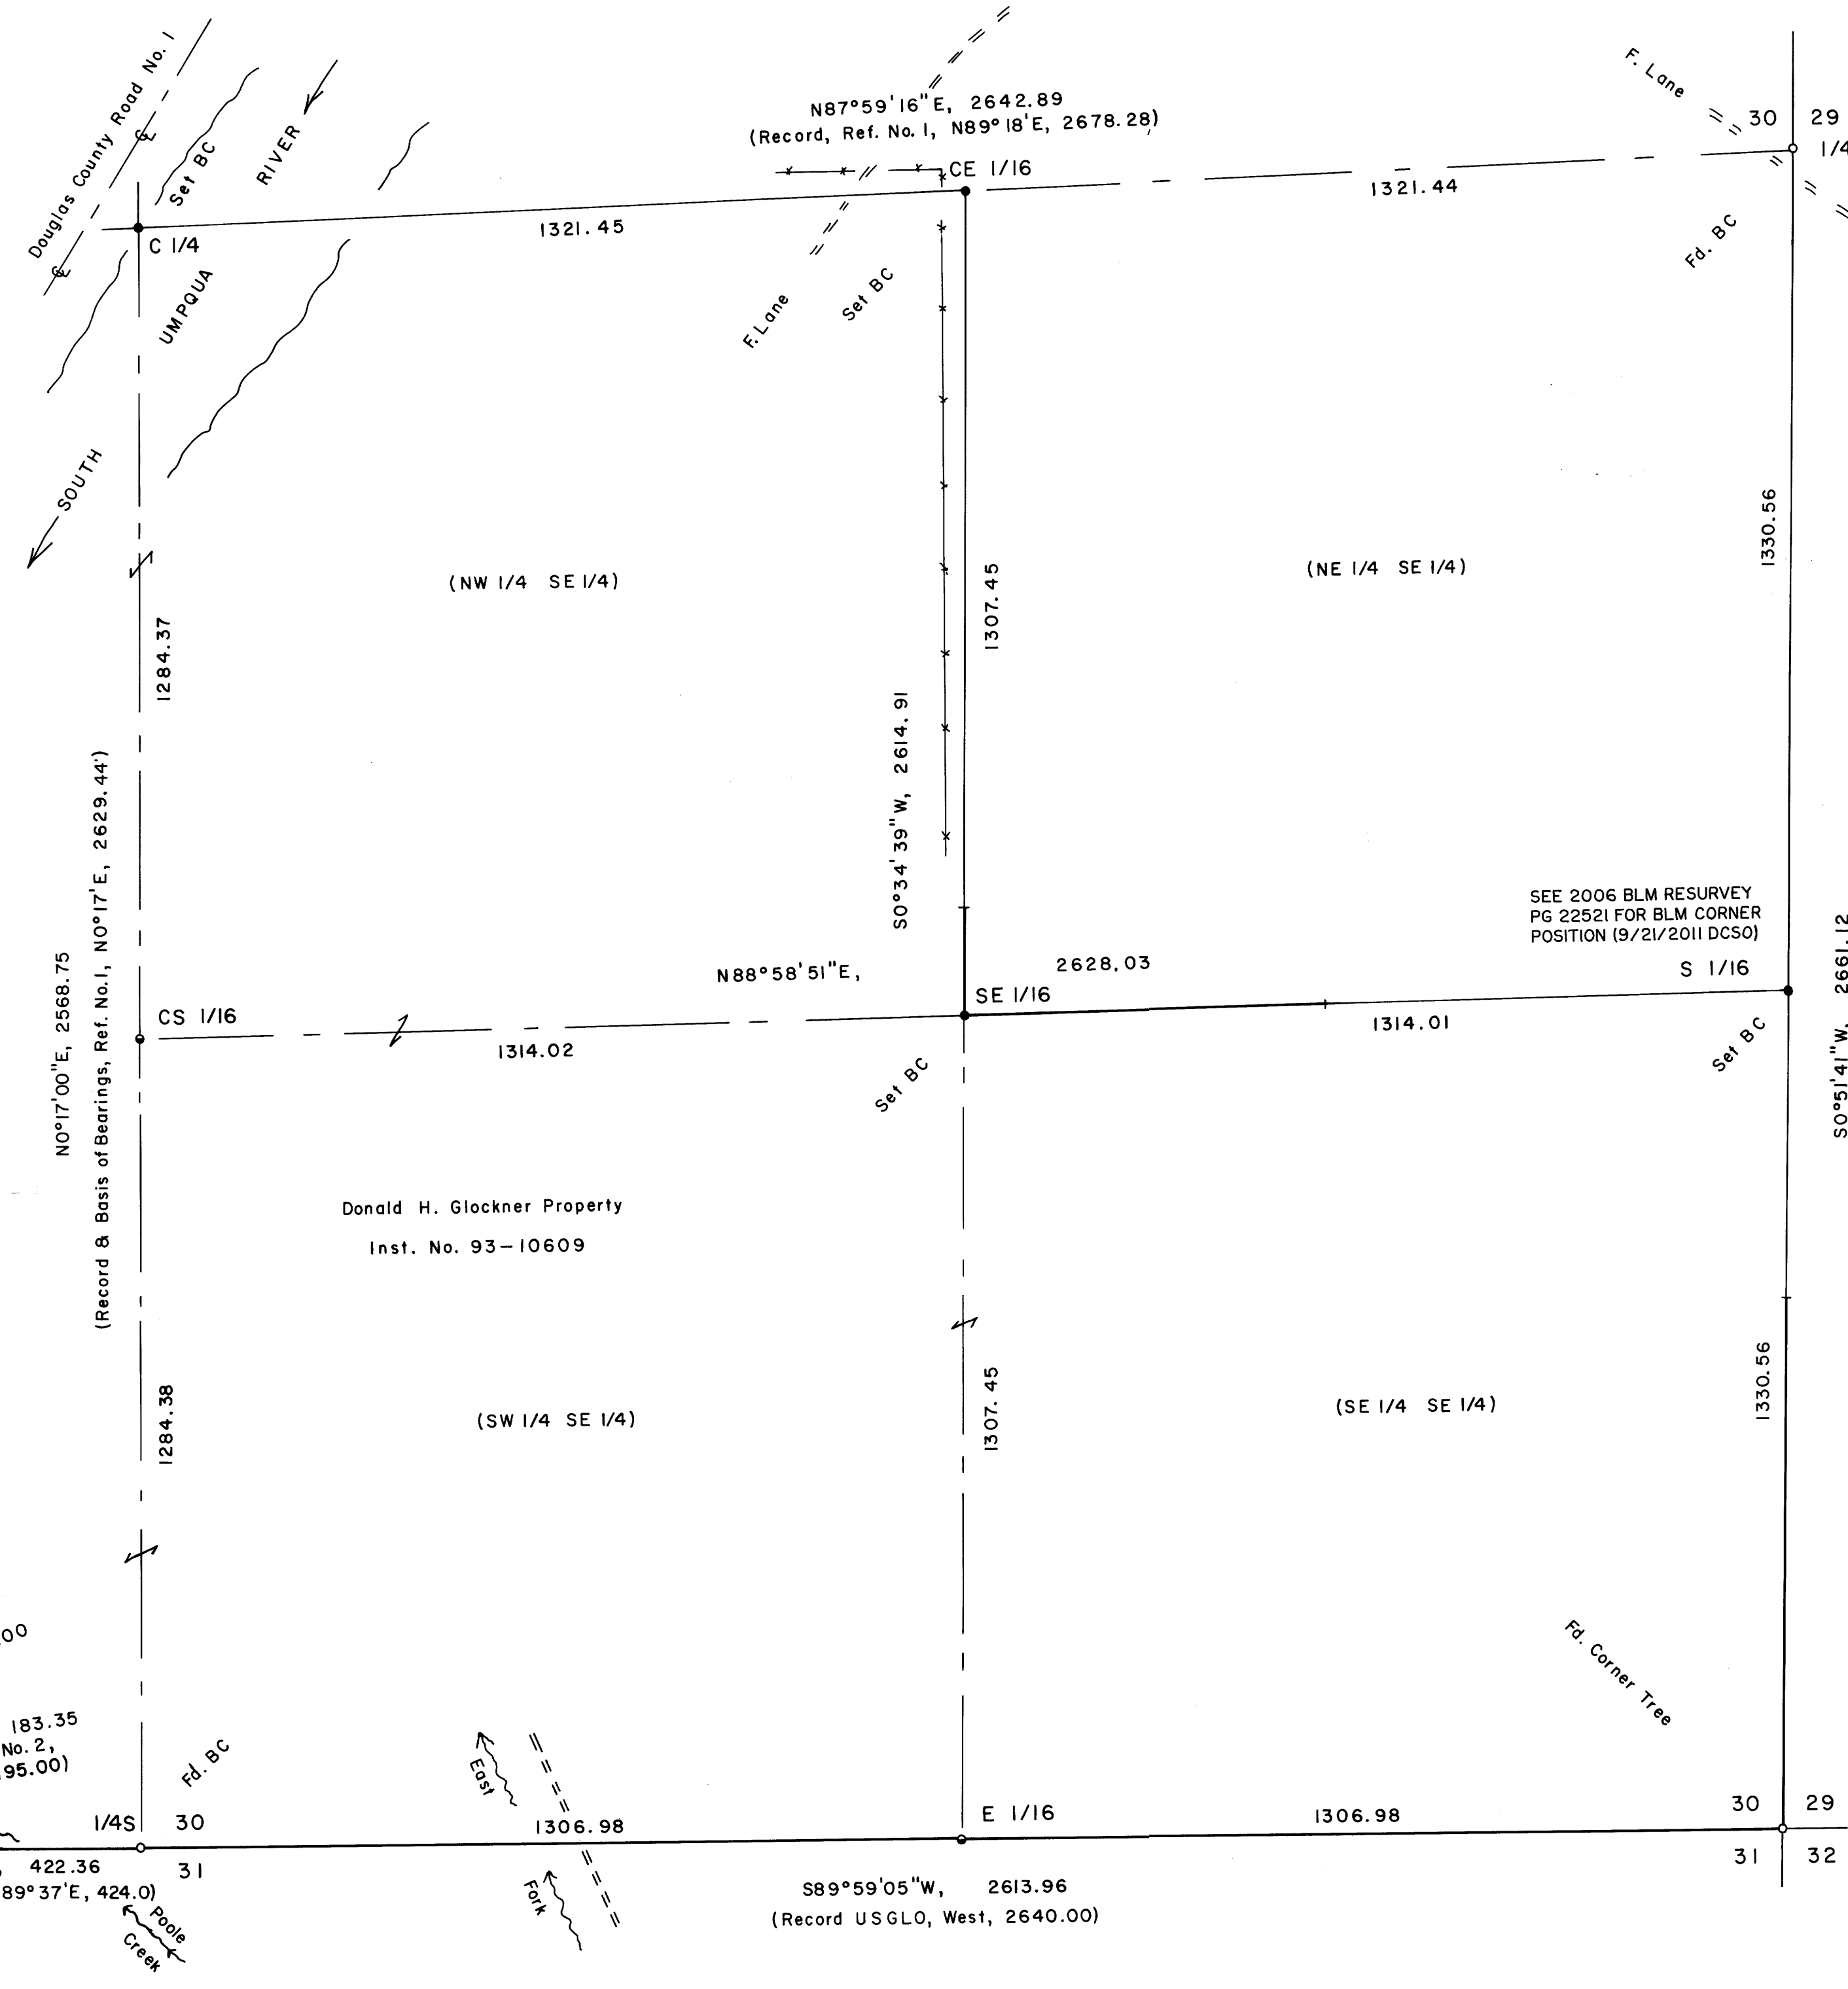 Douglas County Road No. 1
Set BC
RIVER
UMPQUA
SOUTH
C 1/4
N87°59'16"E, 2642.89
(Record, Ref. No. 1, N89°18'E, 2678.28)
CE 1/16
1321.45
1321.44
F. Lane
30
29
1/4
Fd. BC
F. Lane
Set BC
(NW 1/4 SE 1/4)
(NE 1/4 SE 1/4)
1284.37
1307.45
1330.56
S0°34'39"W, 2614.91
N0°17'00"E, 2568.75
(Record & Basis of Bearings, Ref. No. 1, N0°17'E, 2629.44')
SEE 2006 BLM RESURVEY
PG 22521 FOR BLM CORNER
POSITION (9/21/2011 DCSO)
S 1/16
S0°51'41"W, 2661.12
N88°58'51"E, 2628.03
CS 1/16
SE 1/16
1314.02
1314.01
Set BC
Set BC
Donald H. Glockner Property
Inst. No. 93-10609
1284.38
1307.45
1330.56
(SW 1/4 SE 1/4)
(SE 1/4 SE 1/4)
Fd. Corner Tree
.00
183.35
No. 2,
95.00)
Fd. BC
East
1/4S
30
1306.98
E 1/16
1306.98
30
29
422.36
31
31
32
89°37'E, 424.0)
Fork
S89°59'05"W, 2613.96
(Record USGLO, West, 2640.00)
Poole
Creek